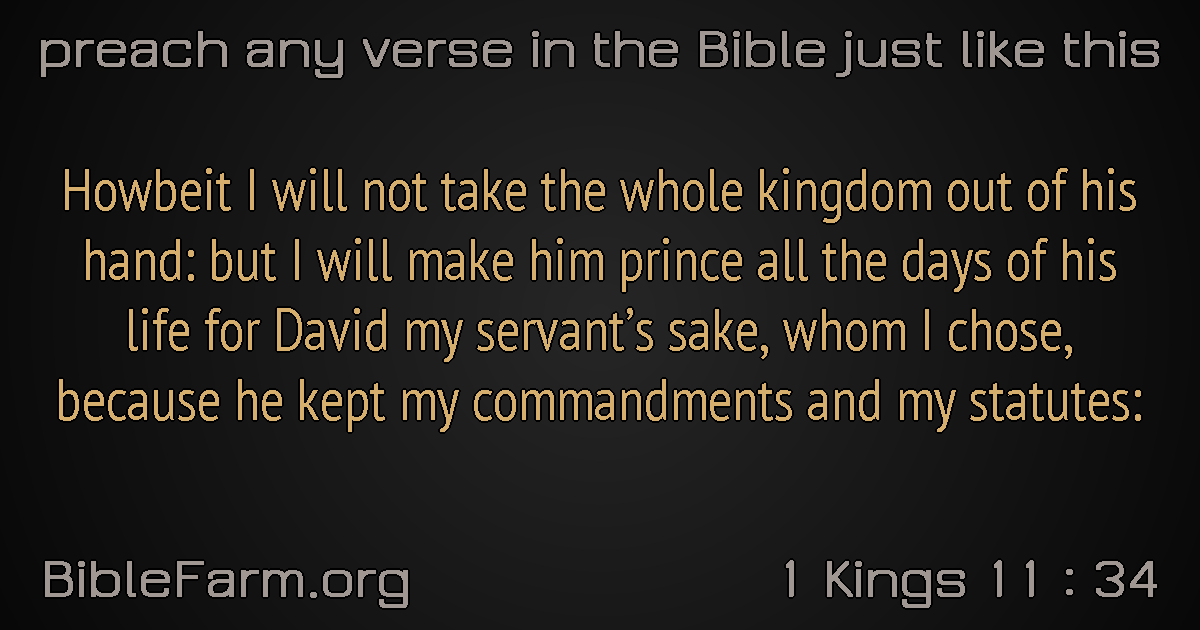 preach any verse in the Bible just like this
Howbeit I will not take the whole kingdom out of his
hand: but I will make him prince all the days of his
life for David my servant’s sake, whom I chose,
because he kept my commandments and my statutes:
BibleFarm.org
1 Kings 11 : 34